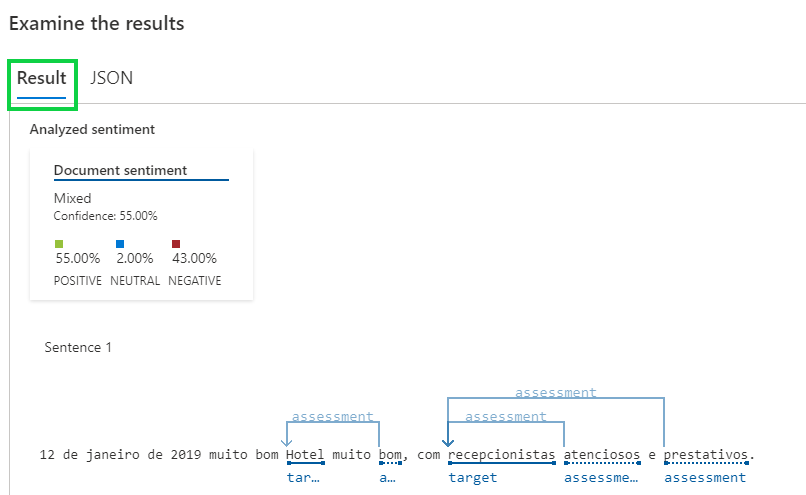 Examine the results
Result JSON
Analyzed sentiment
Document sentiment
Mixed
Confidence: 55.00%
55.00% 2.00% 43.00%
POSITIVE NEUTRAL NEGATIVE
Sentence 1
assessment
assessment assessment
12 de janeiro de 2019 muito bom Hotel muito bom, com recepcionistas atenciosos e prestativos.
tar… a… target assessme… assessment